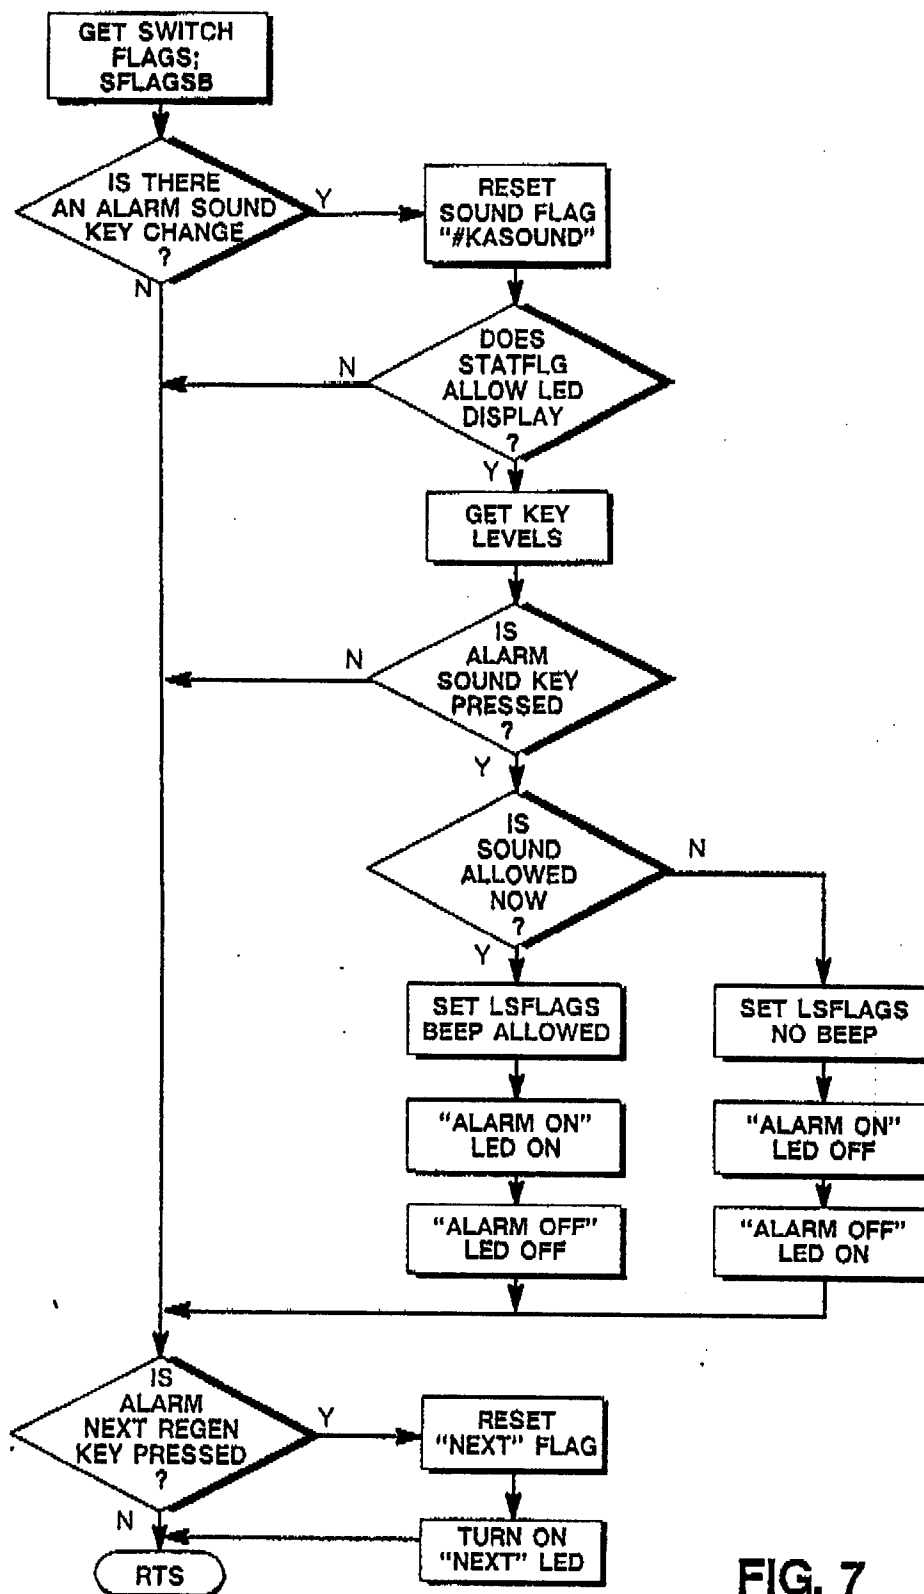 GET SWITCH
FLAGS;
SFLAGSB
IS THERE
AN ALARM SOUND
KEY CHANGE
?
Y
N
RESET
SOUND FLAG
"#KASOUND"
DOES
STATFLG
ALLOW LED
DISPLAY
?
N
Y
GET KEY
LEVELS
IS
ALARM
SOUND KEY
PRESSED
?
N
Y
IS
SOUND
ALLOWED
NOW
?
N
Y
SET LSFLAGS
BEEP ALLOWED
SET LSFLAGS
NO BEEP
"ALARM ON"
LED ON
"ALARM ON"
LED OFF
"ALARM OFF"
LED OFF
"ALARM OFF"
LED ON
IS
ALARM
NEXT REGEN
KEY PRESSED
?
Y
N
RESET
"NEXT" FLAG
TURN ON
"NEXT" LED
RTS
FIG. 7